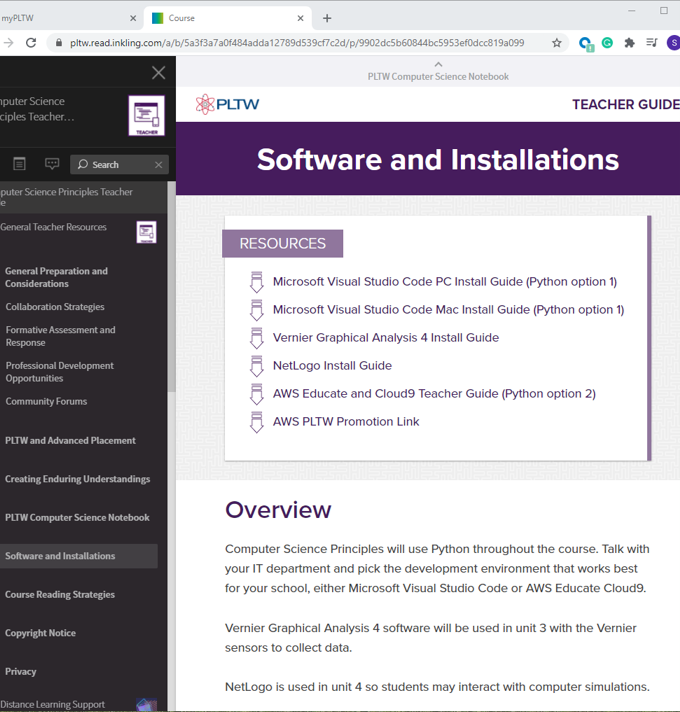 myPLTW
Course
pltw.read.inkling.com/a/b/5a3f3a7a0f484adda12789d539cf7c2d/p/9902dc5b60844bc5953ef0dcc819a099
1
S
PLTW Computer Science Notebook
mputer Science
nciples Teacher...
TEACHER
Search
PLTW
TEACHER GUIDE
Software and Installations
puter Science Principles Teacher
e
General Teacher Resources
General Preparation and
Considerations
Collaboration Strategies
Formative Assessment and
Response
Professional Development
Opportunities
Community Forums
PLTW and Advanced Placement
Creating Enduring Understandings
PLTW Computer Science Notebook
Software and Installations
Course Reading Strategies
Copyright Notice
Privacy
Distance Learning Support
RESOURCES
Microsoft Visual Studio Code PC Install Guide (Python option 1)
Microsoft Visual Studio Code Mac Install Guide (Python option 1)
Vernier Graphical Analysis 4 Install Guide
NetLogo Install Guide
AWS Educate and Cloud9 Teacher Guide (Python option 2)
AWS PLTW Promotion Link
Overview
Computer Science Principles will use Python throughout the course. Talk with
your IT department and pick the development environment that works best
for your school, either Microsoft Visual Studio Code or AWS Educate Cloud9.
Vernier Graphical Analysis 4 software will be used in unit 3 with the Vernier
sensors to collect data.
NetLogo is used in unit 4 so students may interact with computer simulations.